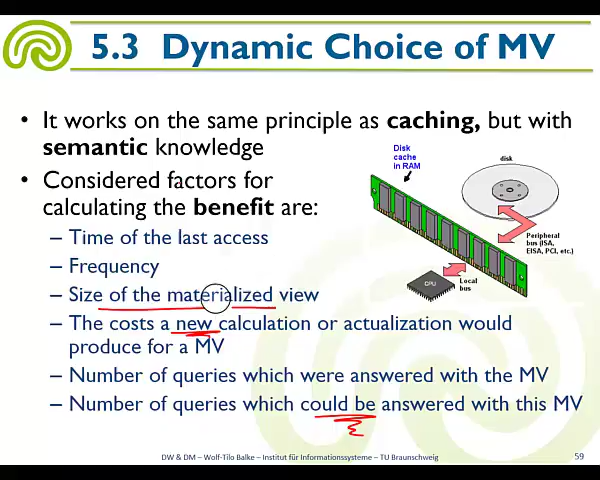 5.3 Dynamic Choice of MV
• It works on the same principle as caching, but with
semantic knowledge
• Considered factors for
calculating the benefit are:
– Time of the last access
– Frequency
– Size of the materialized view
– The costs a new calculation or actualization would
produce for a MV
– Number of queries which were answered with the MV
– Number of queries which could be answered with this MV
Disk
cache
in RAM
disk
Peripheral
bus (ISA,
EISA, PCI, etc.)
CPU
Local
bus
DW & DM – Wolf-Tilo Balke – Institut für Informationssysteme – TU Braunschweig
59